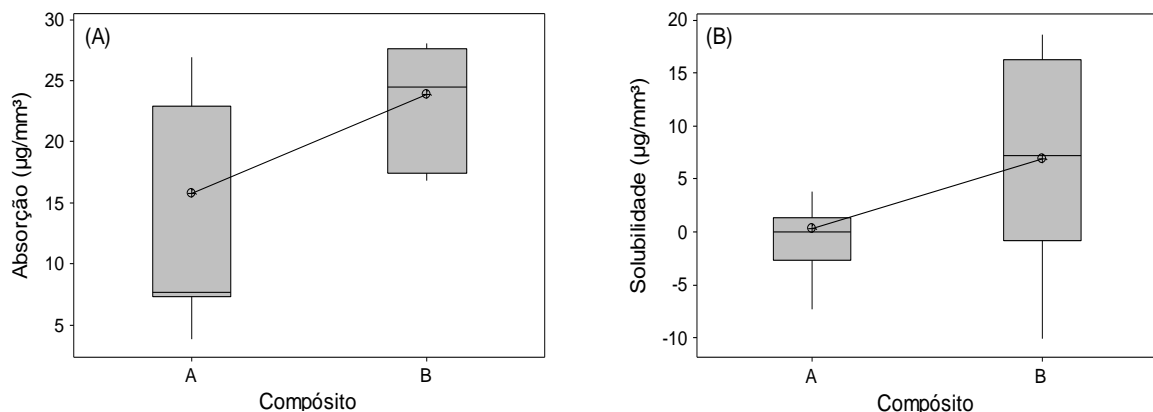 (A)
Absorção (µg/mm³)
30
25
20
15
10
5
A
B
Compósito
(B)
Solubilidade (µg/mm³)
20
15
10
5
0
-5
-10
A
B
Compósito